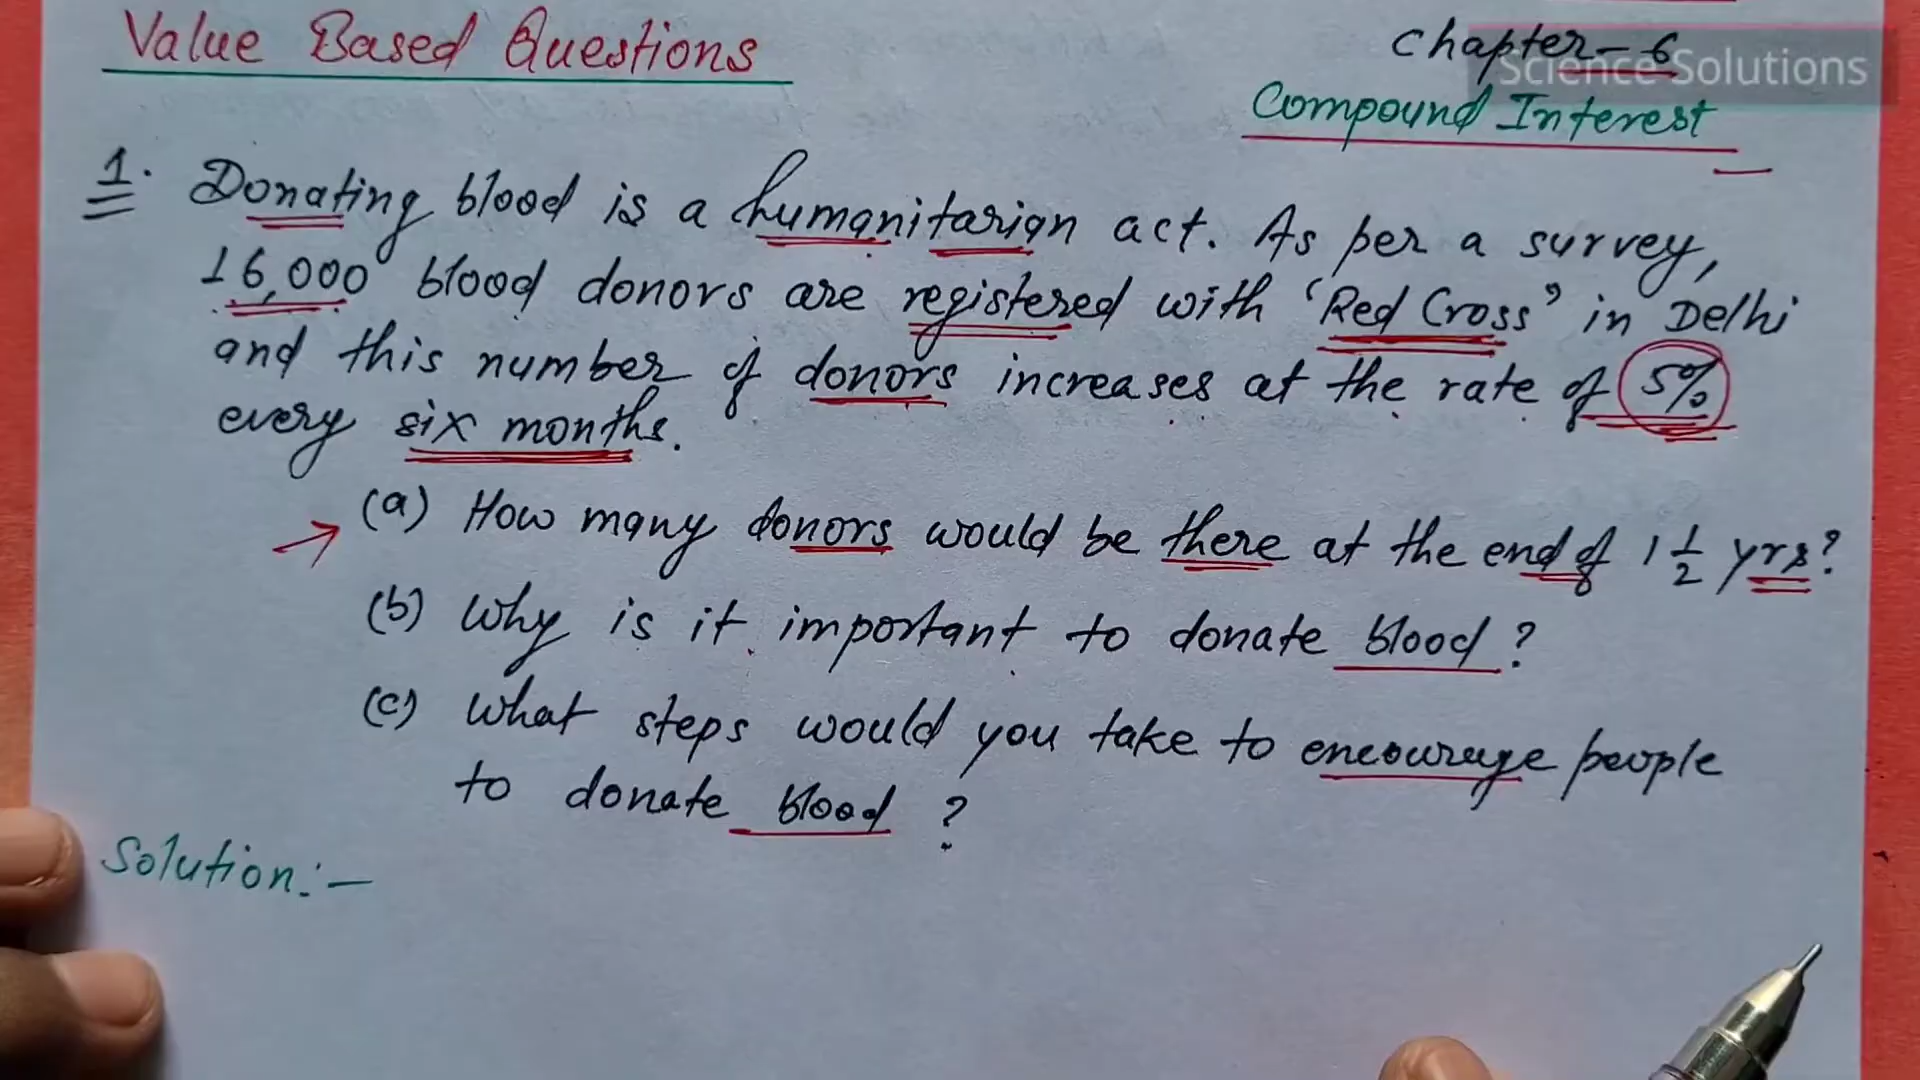 Value Based Questions
Chapter-6
Science Solutions
Compound Interest
1. Donating blood is a humanitarian act. As per a survey,
16,000 blood donors are registered with 'Red Cross' in Delhi
and this number of donors increases at the rate of 5%
every six months.
(a) How many donors would be there at the end of 1 1/2 yrs?
(b) Why is it important to donate blood?
(c) What steps would you take to encourage people
to donate blood?
Solution:-